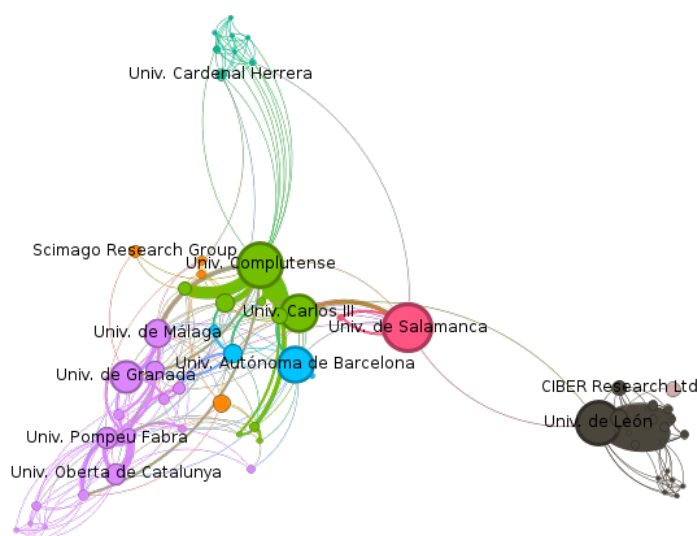 Univ. Cardenal Herrera
Scimago Research Group
Univ. Complutense
Univ. Carlos III
Univ. de Málaga
Univ. de Salamanca
Univ. Autónoma de Barcelona
Univ. de Granada
CIBER Research Ltd
Univ. de León
Univ. Pompeu Fabra
Univ. Oberta de Catalunya